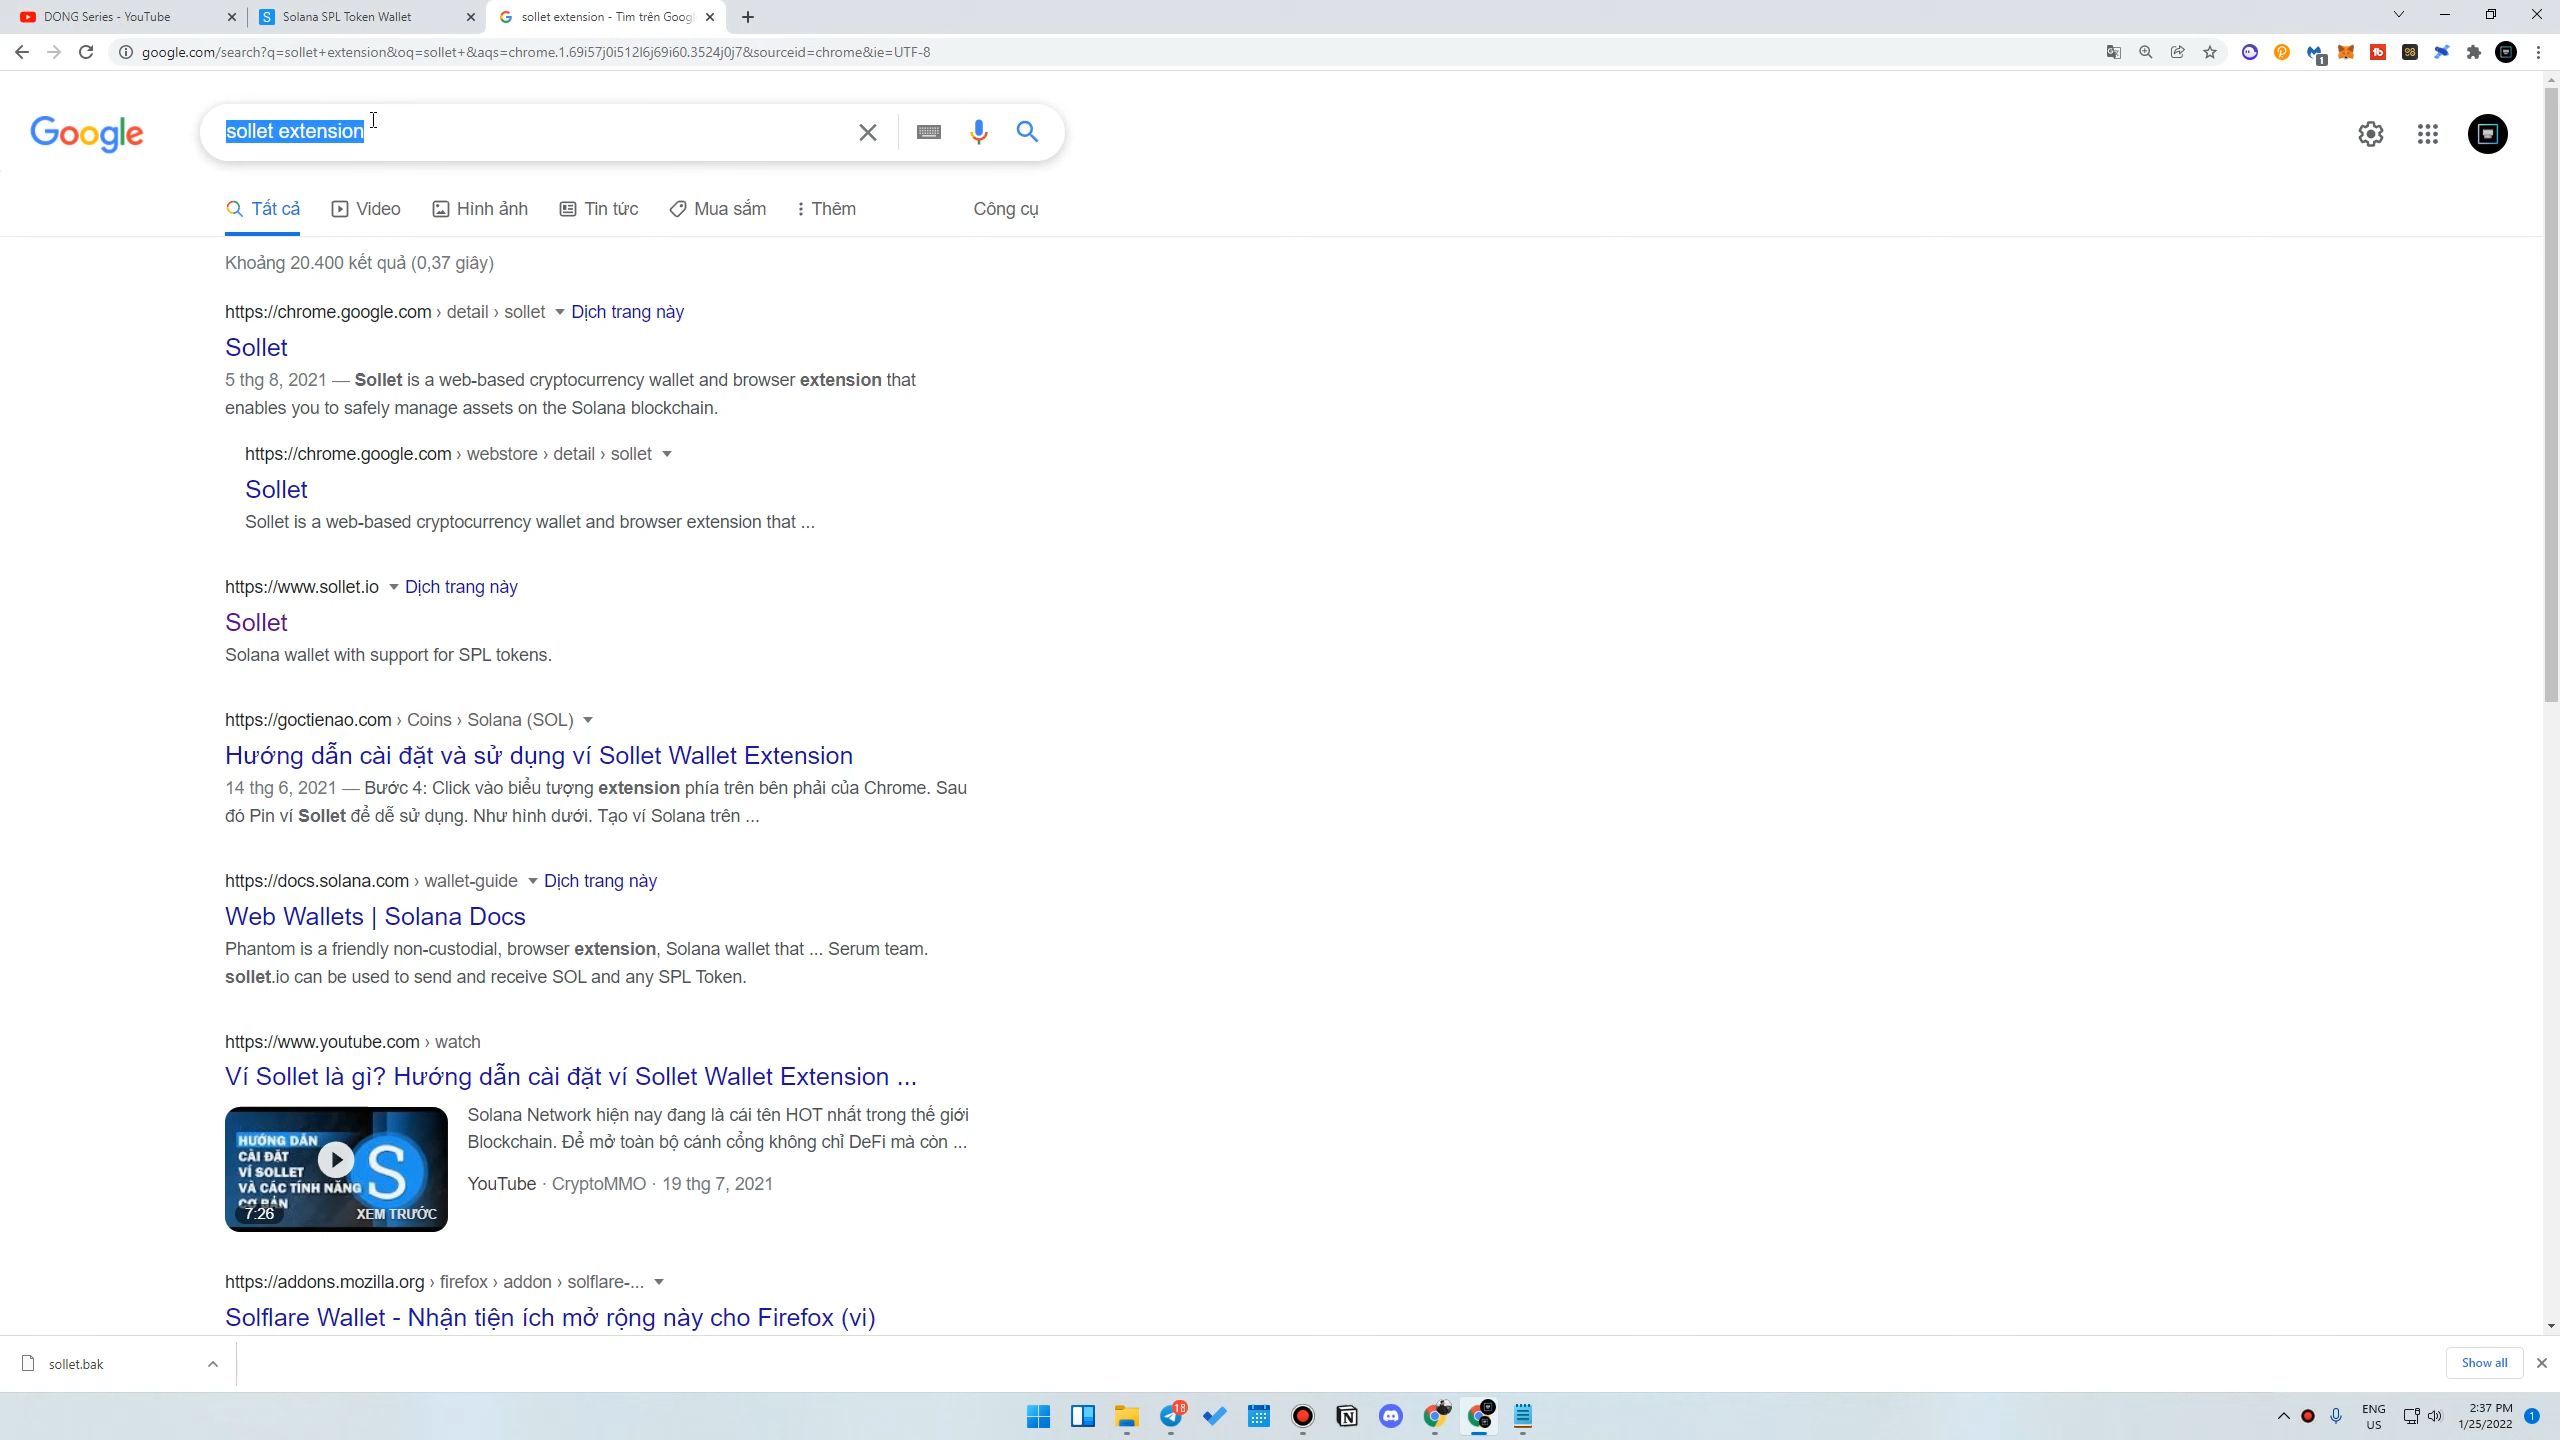 DONG Series - YouTube
Solana SPL Token Wallet
sollet extension - Tìm trên Goog
google.com/search?q=sollet+extension&oq=sollet+&aqs=chrome.1.69i57j0i512l6j69i60.3524j0j7&sourceid=chrome&ie=UTF-8
Google
sollet extension
Tất cả
Video
Hình ảnh
Tin tức
Mua sắm
Thêm
Công cụ
Khoảng 20.400 kết quả (0,37 giây)
https://chrome.google.com › detail › sollet Dịch trang này
Sollet
5 thg 8, 2021 — Sollet is a web-based cryptocurrency wallet and browser extension that
enables you to safely manage assets on the Solana blockchain.
https://chrome.google.com › webstore › detail › sollet
Sollet
Sollet is a web-based cryptocurrency wallet and browser extension that ...
https://www.sollet.io Dịch trang này
Sollet
Solana wallet with support for SPL tokens.
https://goctienao.com › Coins › Solana (SOL)
Hướng dẫn cài đặt và sử dụng ví Sollet Wallet Extension
14 thg 6, 2021 — Bước 4: Click vào biểu tượng extension phía trên bên phải của Chrome. Sau
đó Pin ví Sollet để dễ sử dụng. Như hình dưới. Tạo ví Solana trên ...
https://docs.solana.com › wallet-guide Dịch trang này
Web Wallets | Solana Docs
Phantom is a friendly non-custodial, browser extension, Solana wallet that ... Serum team.
sollet.io can be used to send and receive SOL and any SPL Token.
https://www.youtube.com › watch
Ví Sollet là gì? Hướng dẫn cài đặt ví Sollet Wallet Extension ...
HƯỚNG DẪN
CÀI ĐẶT
VÍ SOLLET
VÀ CÁC TÍNH NĂNG
CƠ BẢN
7:26
XEM TRƯỚC
Solana Network hiện nay đang là cái tên HOT nhất trong thế giới
Blockchain. Để mở toàn bộ cánh cổng không chỉ DeFi mà còn ...
YouTube · CryptoMMO · 19 thg 7, 2021
https://addons.mozilla.org › firefox › addon › solflare-...
Solflare Wallet - Nhận tiện ích mở rộng này cho Firefox (vi)
sollet.bak
Show all
18
ENG
US
2:37 PM
1/25/2022
1